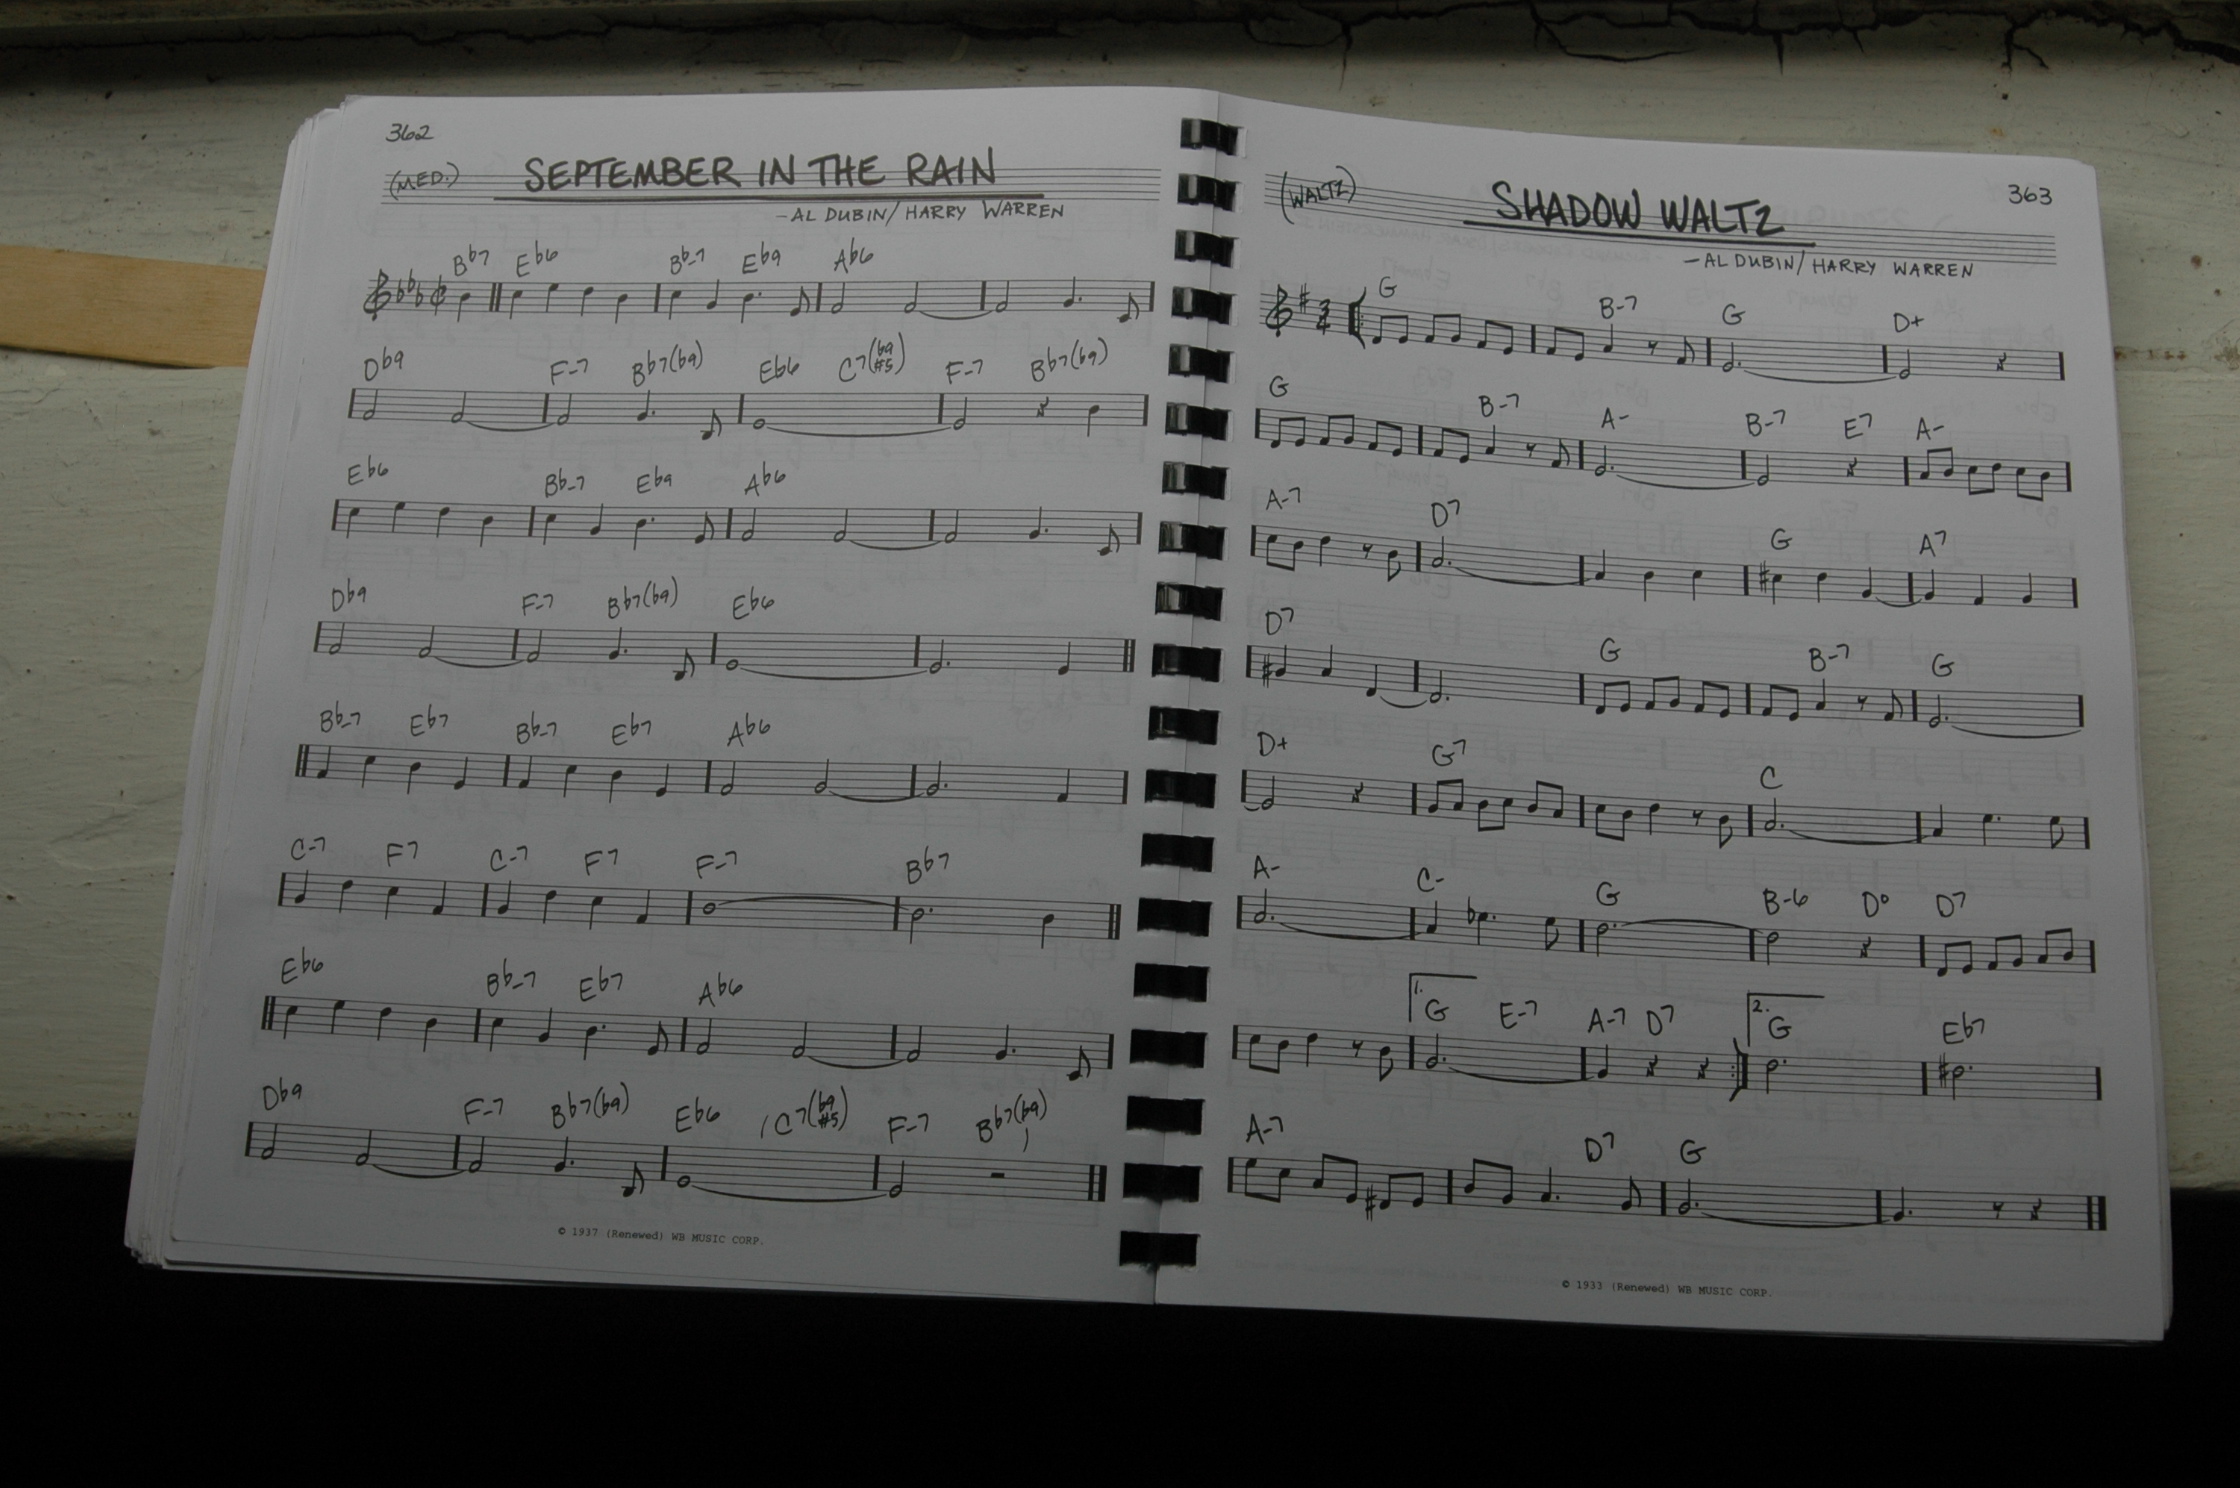 362
(MED.) SEPTEMBER IN THE RAIN
-AL DUBIN/HARRY WARREN
Bb7 Eb6 Bb-7 Eb9 Ab6
Db9 F-7 Bb7(b9) Eb6 C7(b9 #5) F-7 Bb7(b9)
Eb6 Bb-7 Eb9 Ab6
Db9 F-7 Bb7(b9) Eb6
Bb-7 Eb7 Bb-7 Eb7 Ab6
C-7 F7 C-7 F7 F-7 Bb7
Eb6 Bb-7 Eb7 Ab6
Db9 F-7 Bb7(b9) Eb6 (C7(b9 #5) F-7 Bb7(b9))
© 1937 (Renewed) WB MUSIC CORP.
363
(WALTZ) SHADOW WALTZ
-AL DUBIN/HARRY WARREN
3 4 G B-7 G D+
G B-7 A- B-7 E7 A-
A-7 D7 G A7
D7 G B-7 G
D+ G7 C
A- C- G B-6 D° D7
1. G E-7 A-7 D7 2. G Eb7
A-7 D7 G
© 1933 (Renewed) WB MUSIC CORP.